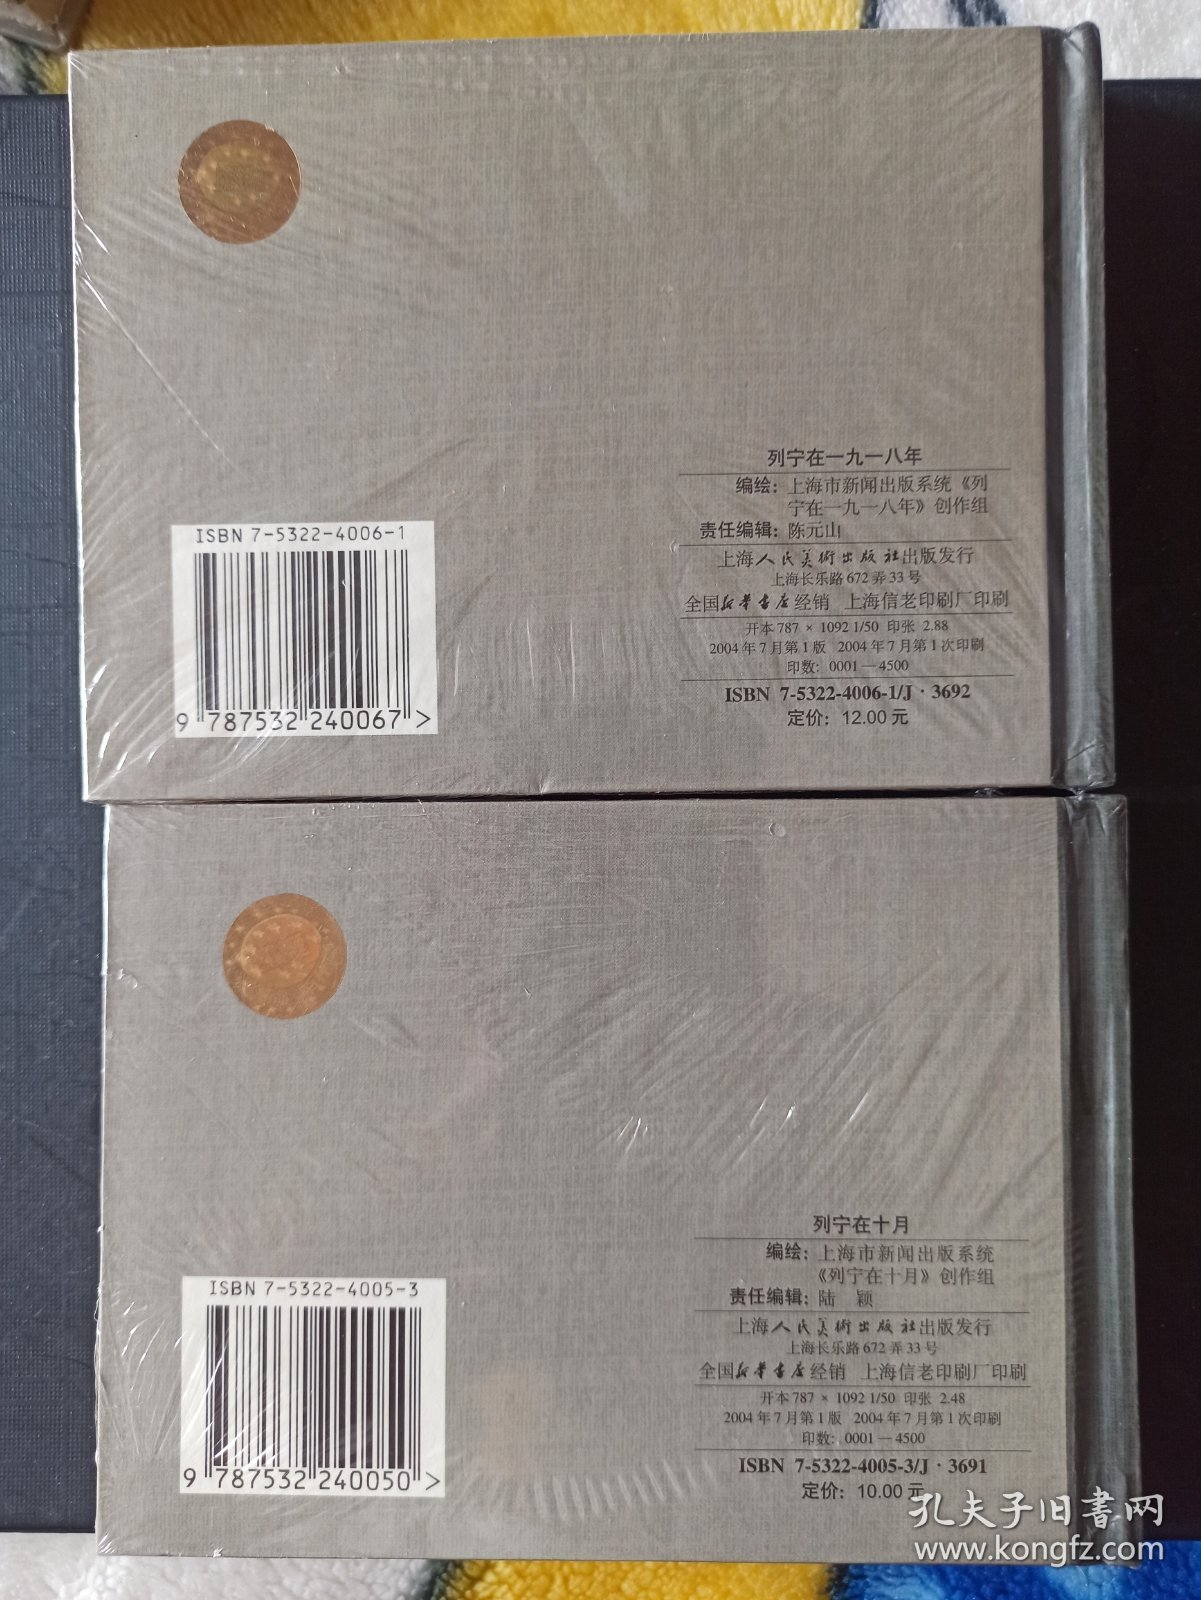 列宁在一九一八年
编绘：上海市新闻出版系统《列
宁在一九一八年》创作组
责任编辑：陈元山
上海人民美術出版社出版发行
上海长乐路672弄33号
全国新华书店经销 上海信老印刷厂印刷
开本787×1092 1/50 印张 2.88
2004年7月第1版 2004年7月第1次印刷
印数：0001—4500
ISBN 7-5322-4006-1/J·3692
定价：12.00元
ISBN 7-5322-4006-1
9 787532 240067 >
列宁在十月
编绘：上海市新闻出版系统
《列宁在十月》创作组
责任编辑：陆 颖
上海人民美術出版社出版发行
上海长乐路672弄33号
全国新华书店经销 上海信老印刷厂印刷
开本787×1092 1/50 印张 2.48
2004年7月第1版 2004年7月第1次印刷
印数：0001—4500
ISBN 7-5322-4005-3/J·3691
定价：10.00元
ISBN 7-5322-4005-3
9 787532 240050 >
孔夫子旧书网
www.kongfz.com